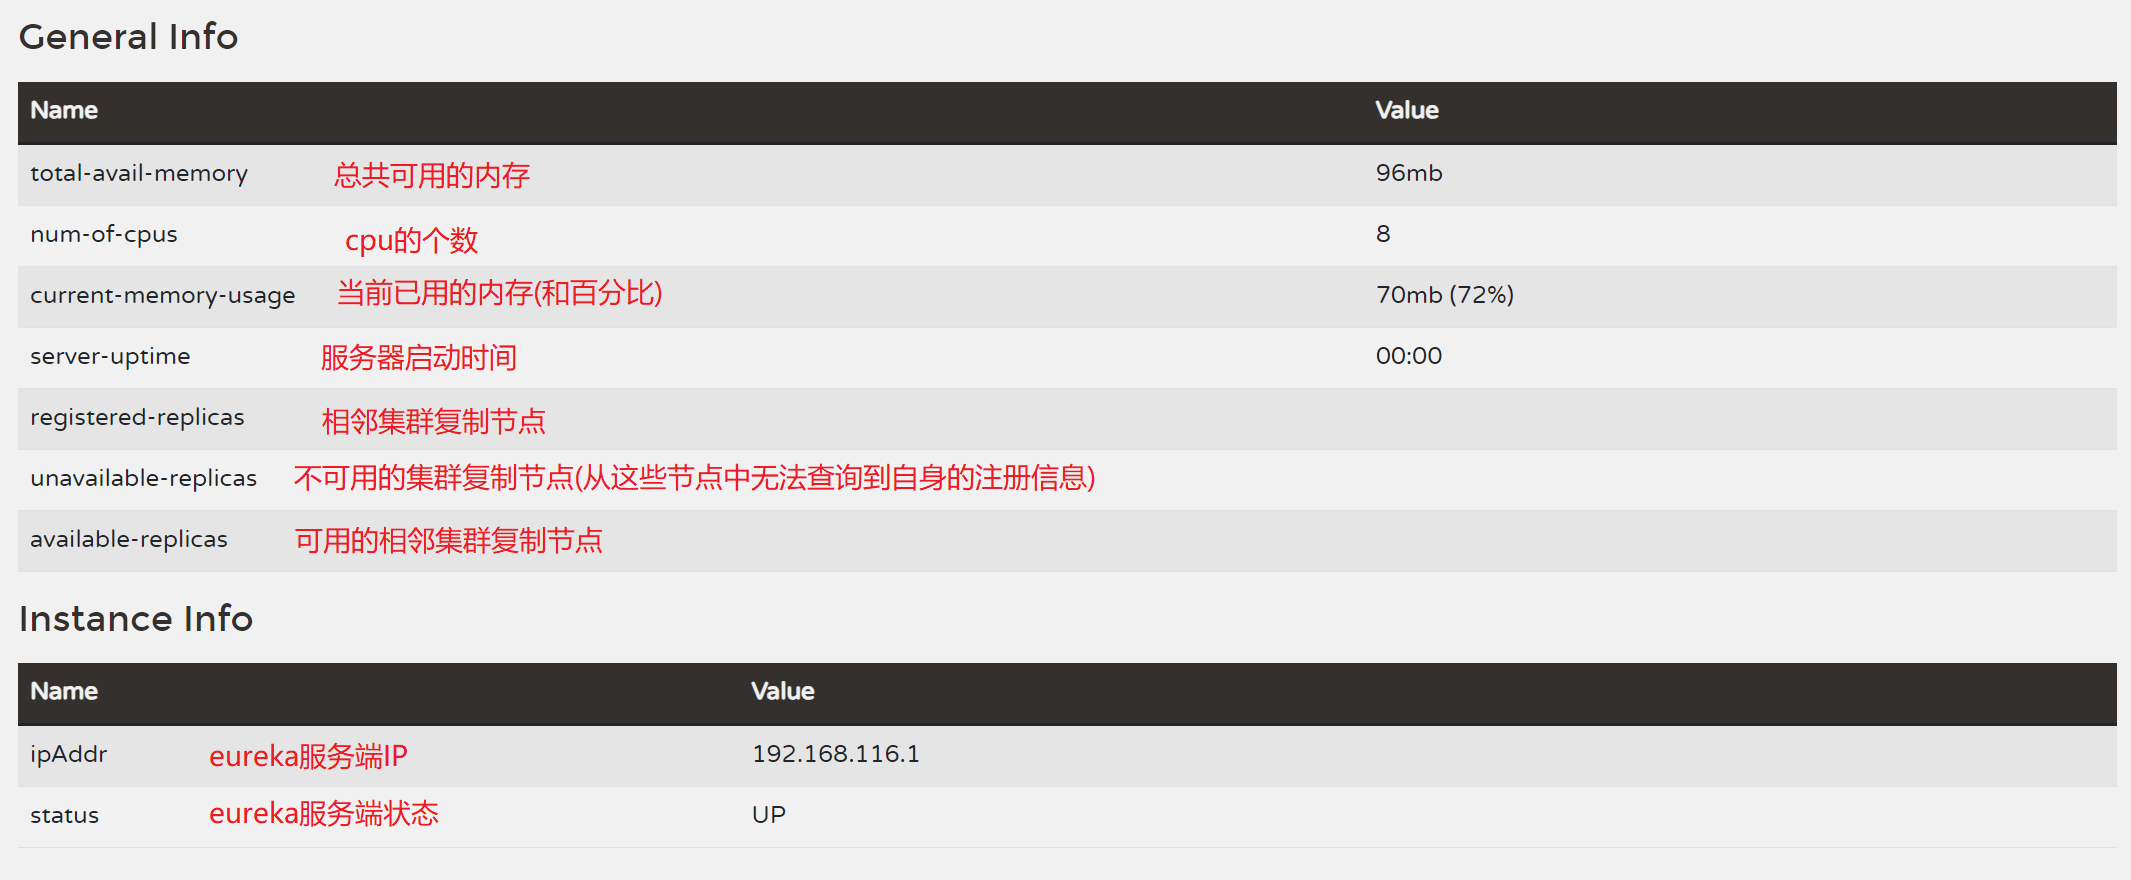 General Info
Name Value
total-avail-memory 总共可用的内存 96mb
num-of-cpus cpu的个数 8
current-memory-usage 当前已用的内存(和百分比) 70mb (72%)
server-uptime 服务器启动时间 00:00
registered-replicas 相邻集群复制节点
unavailable-replicas 不可用的集群复制节点(从这些节点中无法查询到自身的注册信息)
available-replicas 可用的相邻集群复制节点
Instance Info
Name Value
ipAddr eureka服务端IP 192.168.116.1
status eureka服务端状态 UP